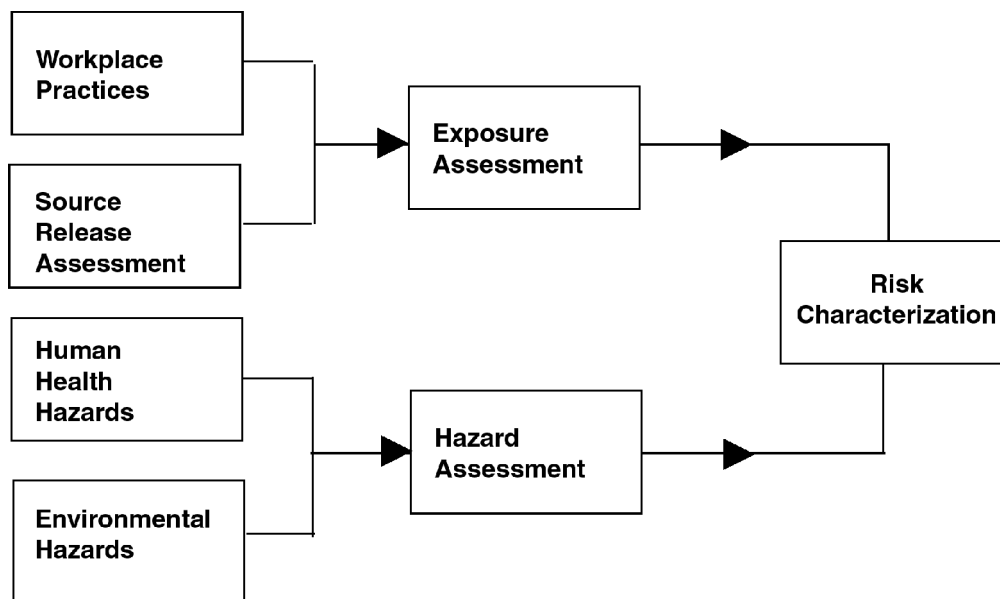 Workplace
Practices
Source
Release
Assessment
Human
Health
Hazards
Environmental
Hazards
Exposure
Assessment
Hazard
Assessment
Risk
Characterization